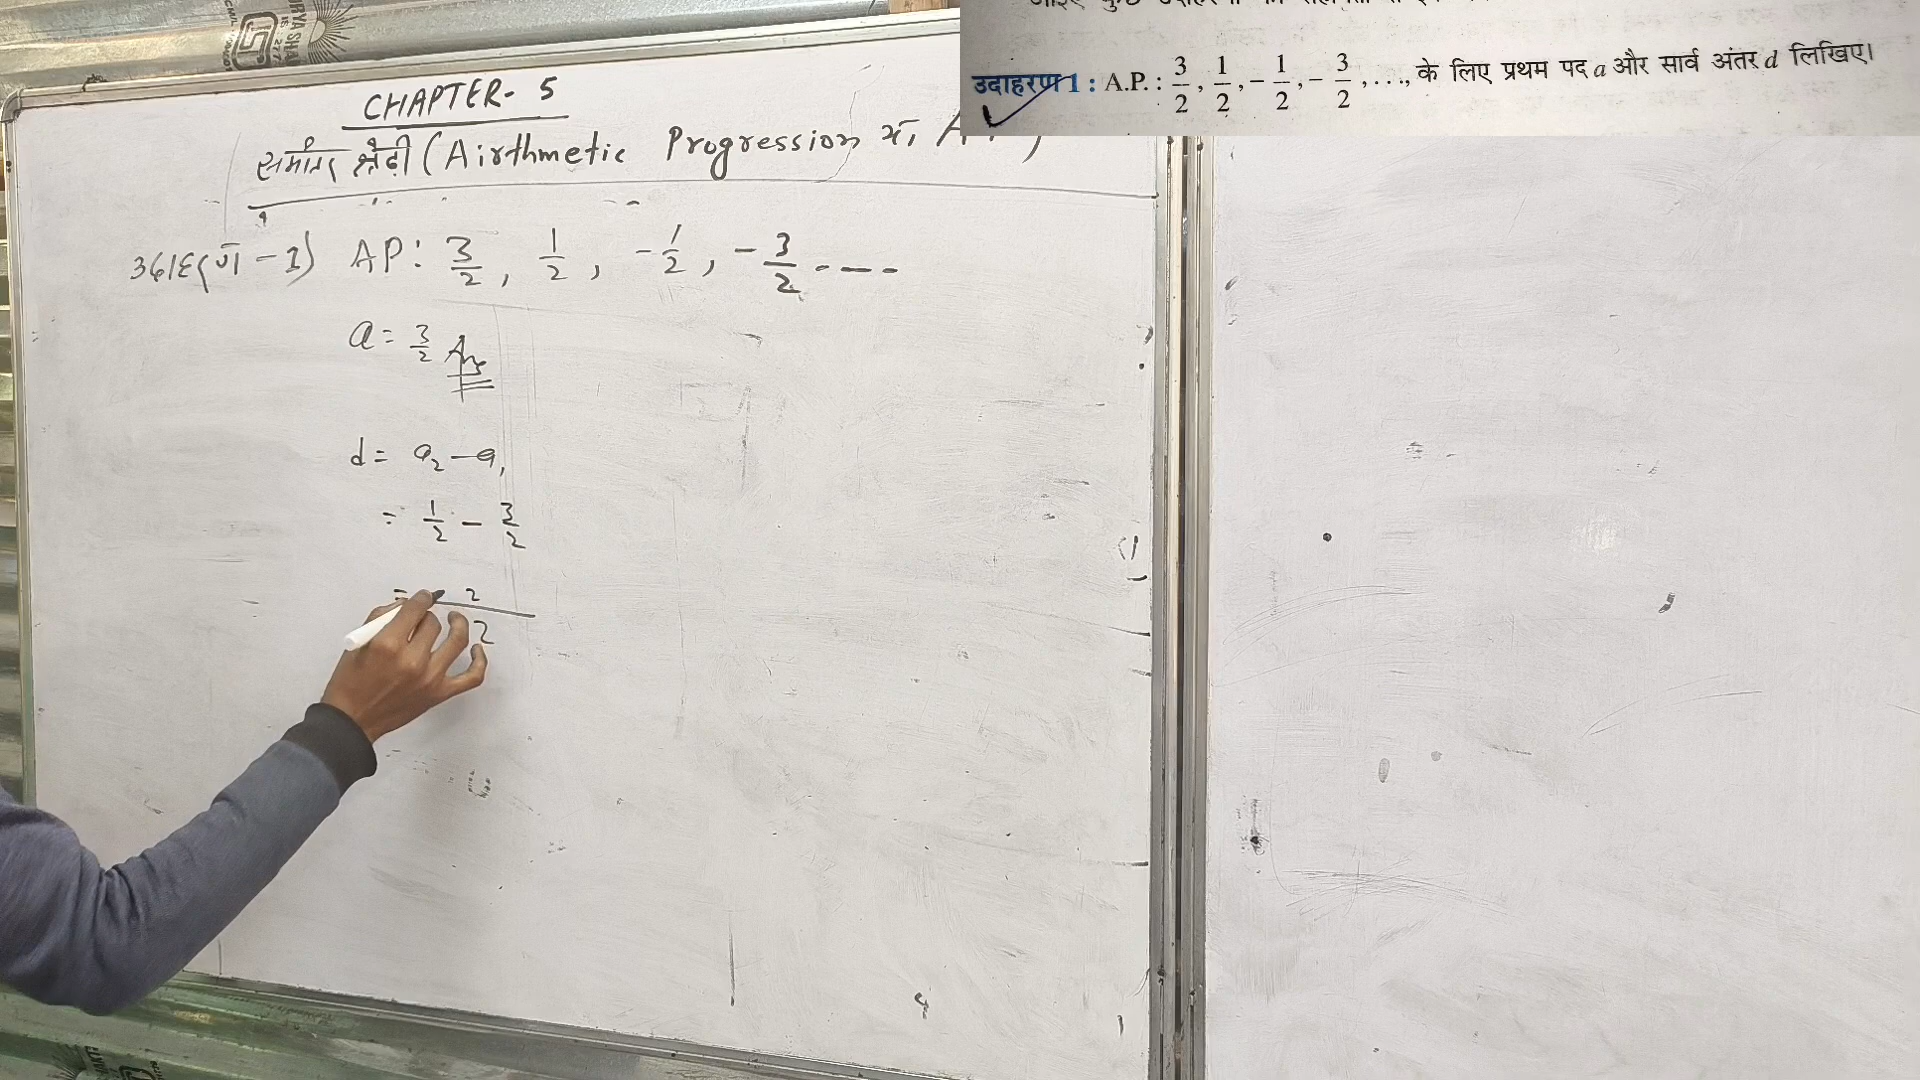 CHAPTER- 5
समांतर श्रेढ़ी (Airthmetic Progression या A
उदाहरण 1 : A.P. : 3/2, 1/2, -1/2, -3/2, ..., के लिए प्रथम पद a और सार्व अंतर d लिखिए।
उदाहरण - 1) AP: 3/2, 1/2, -1/2, -3/2 ----
a = 3/2 Ans
d = a₂ - a₁
= 1/2 - 3/2
= 2
2